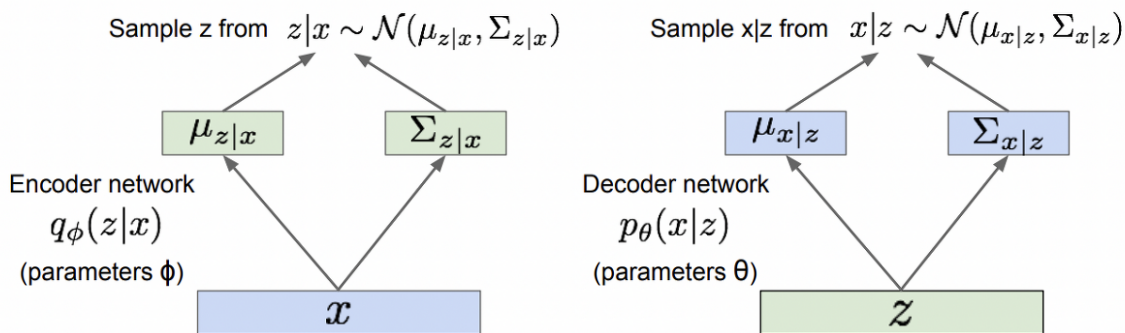 Sample z from z|x ∼ 𝒩(μ_{z|x}, Σ_{z|x})
μ_{z|x}
Σ_{z|x}
Encoder network
q_ϕ(z|x)
(parameters ϕ)
x
Sample x|z from x|z ∼ 𝒩(μ_{x|z}, Σ_{x|z})
μ_{x|z}
Σ_{x|z}
Decoder network
p_θ(x|z)
(parameters θ)
z